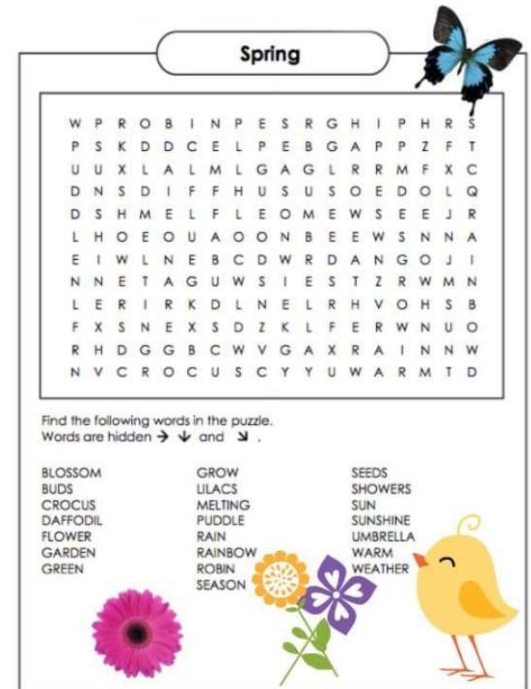 Spring
W P R O B I N P E S R G H I P H R S
P S K D D C E L P E B G A P P Z F T
U U X L A L M L G A G L R R M F X C
D N S D I F F H U S U S O E D O L Q
D S H M E L F L E O M E W S E E J R
L H O E O U A O O N B E E W S N N A
E I W L N E B C D W R D A N G O J I
N N E T A G U W S I E S T Z R W M N
L E R I R K D L N E L R H V O H S B
F X S N E X S D Z K L F E R W N U O
R H D G G B C W V G A X R A I N N W
N V C R O C U S C Y Y U W A R M T D
Find the following words in the puzzle.
Words are hidden → ↓ and ↘ .
BLOSSOM
BUDS
CROCUS
DAFFODIL
FLOWER
GARDEN
GREEN
GROW
LILACS
MELTING
PUDDLE
RAIN
RAINBOW
ROBIN
SEASON
SEEDS
SHOWERS
SUN
SUNSHINE
UMBRELLA
WARM
WEATHER